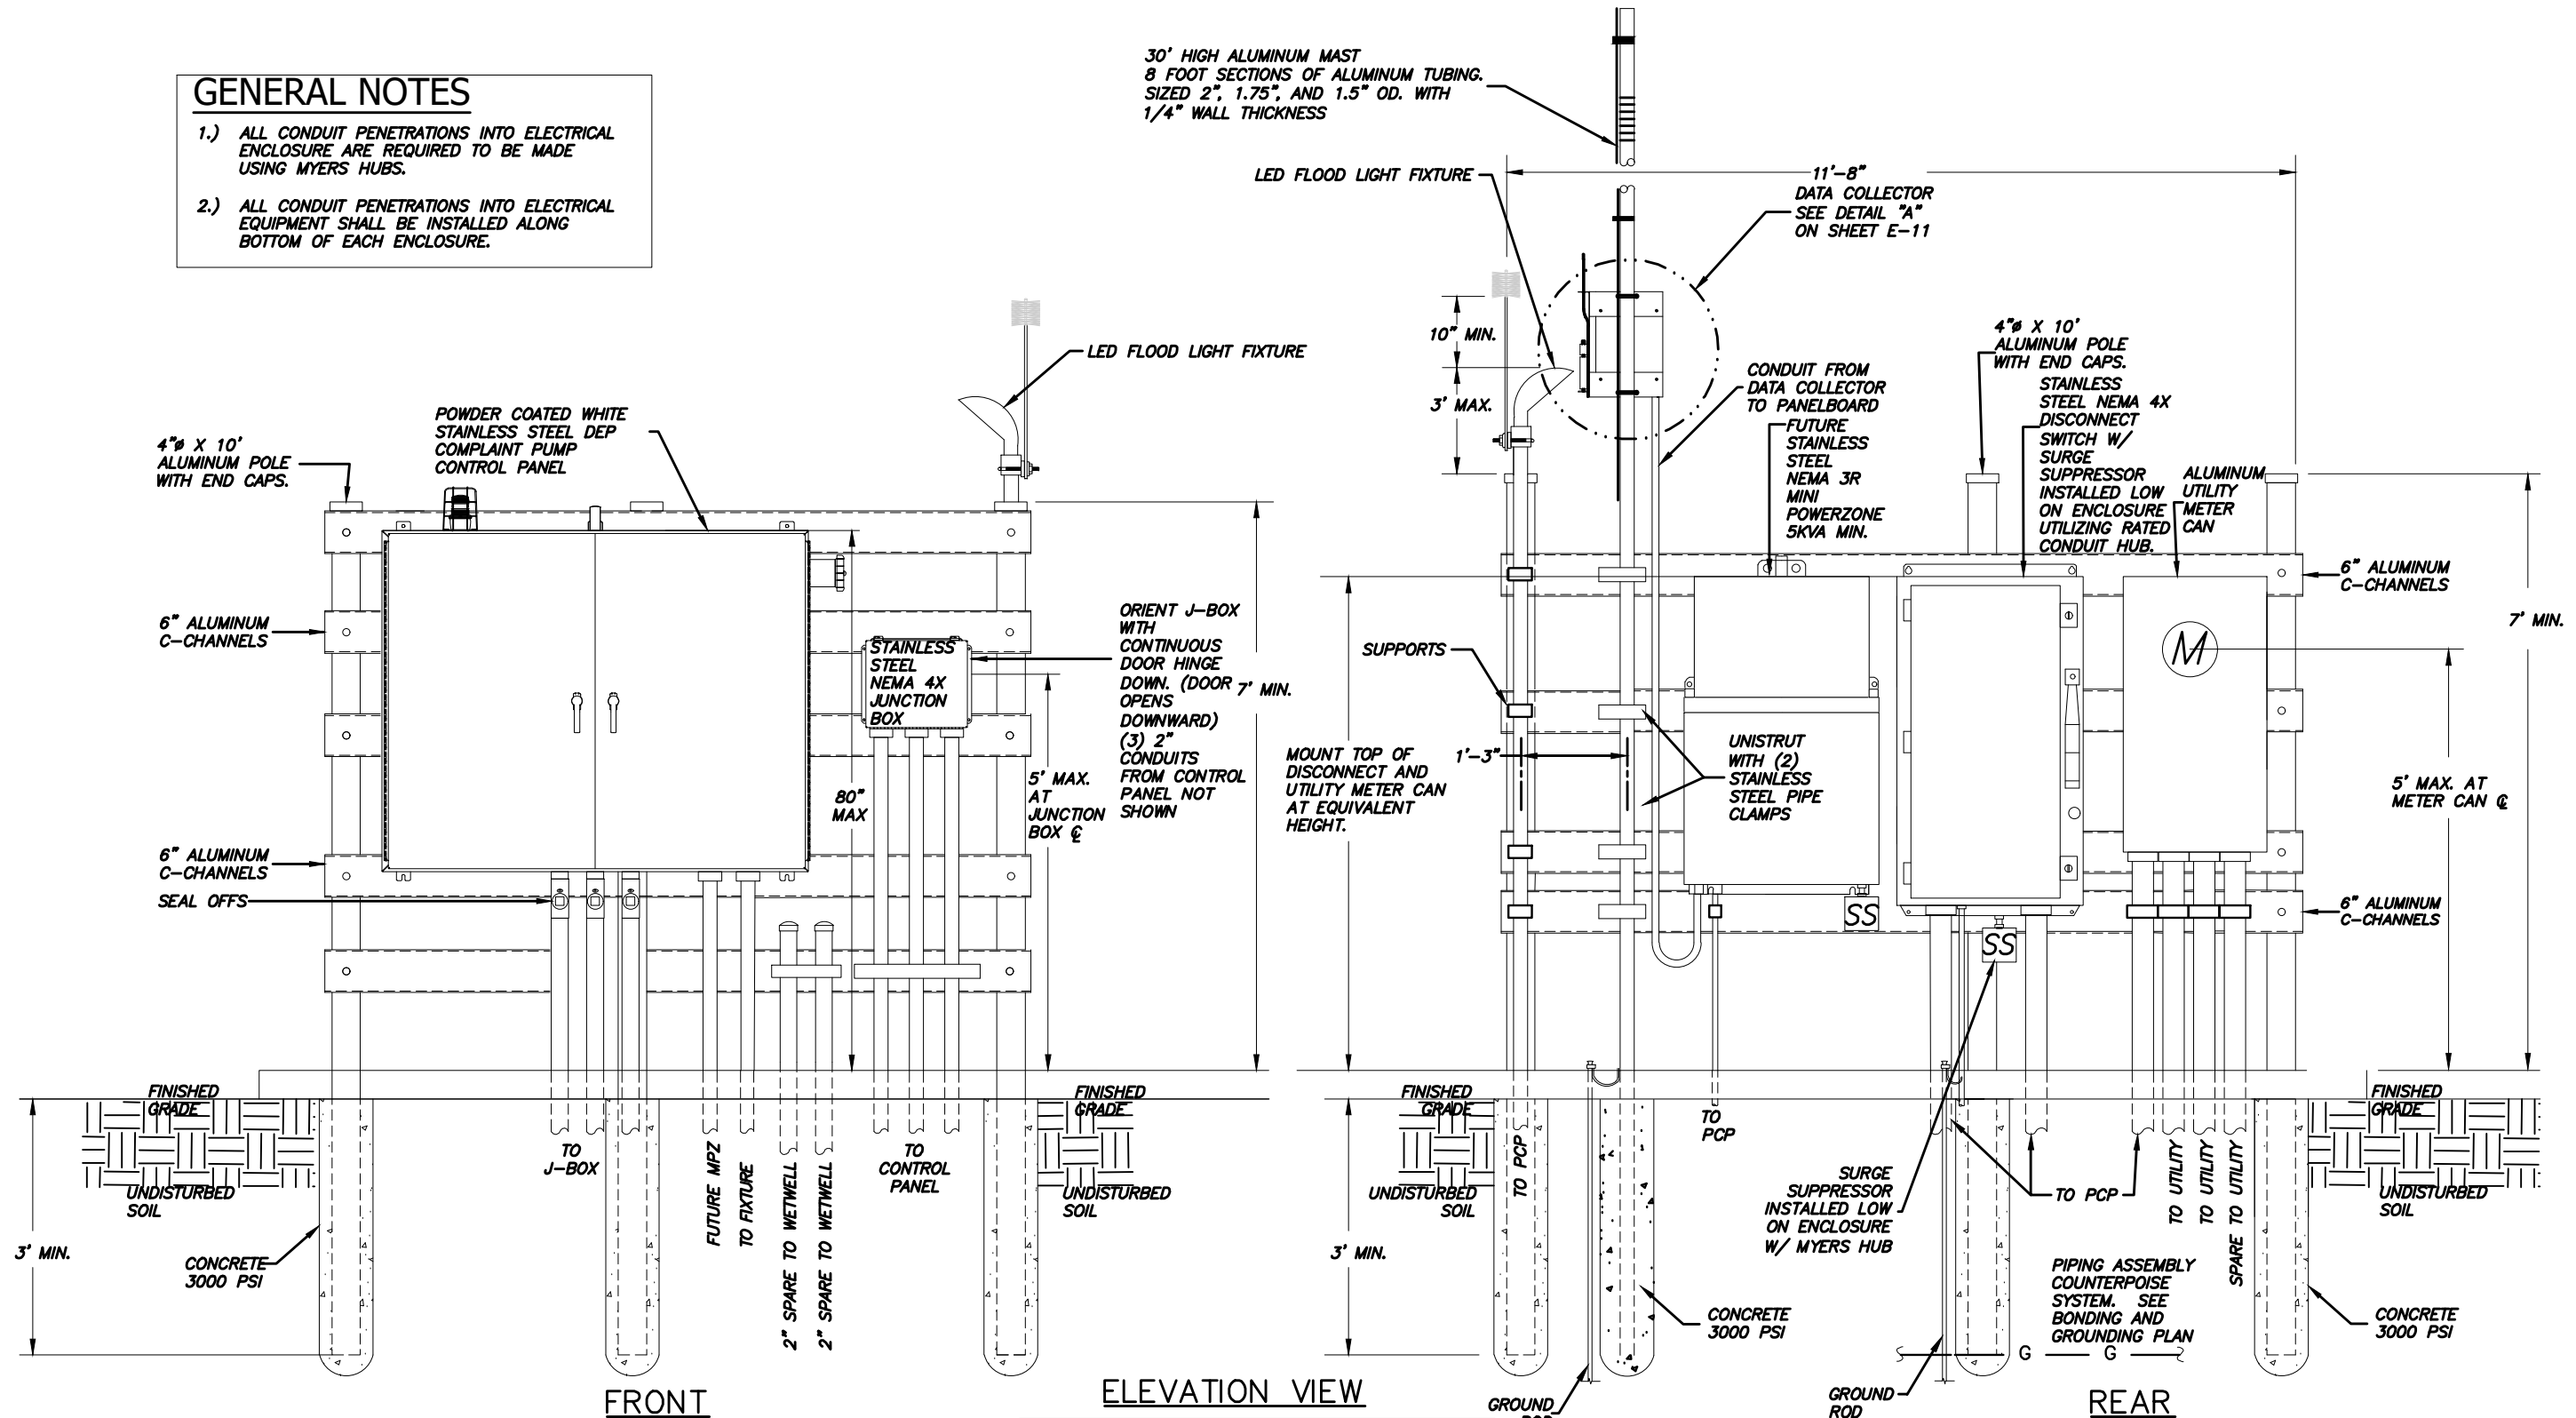 GENERAL NOTES
1.) ALL CONDUIT PENETRATIONS INTO ELECTRICAL
ENCLOSURE ARE REQUIRED TO BE MADE
USING MYERS HUBS.
2.) ALL CONDUIT PENETRATIONS INTO ELECTRICAL
EQUIPMENT SHALL BE INSTALLED ALONG
BOTTOM OF EACH ENCLOSURE.
LED FLOOD LIGHT FIXTURE
POWDER COATED WHITE
STAINLESS STEEL DEP
COMPLAINT PUMP
CONTROL PANEL
4"ø X 10'
ALUMINUM POLE
WITH END CAPS.
6" ALUMINUM
C-CHANNELS
6" ALUMINUM
C-CHANNELS
SEAL OFFS
STAINLESS
STEEL
NEMA 4X
JUNCTION
BOX
ORIENT J-BOX
WITH
CONTINUOUS
DOOR HINGE
DOWN. (DOOR
OPENS
DOWNWARD)
(3) 2"
CONDUITS
FROM CONTROL
PANEL NOT
SHOWN
7' MIN.
80"
MAX
5' MAX.
AT
JUNCTION
BOX ℄
FINISHED
GRADE
UNDISTURBED
SOIL
3' MIN.
CONCRETE
3000 PSI
TO
J-BOX
FUTURE MPZ
TO FIXTURE
2" SPARE TO WETWELL
2" SPARE TO WETWELL
TO
CONTROL
PANEL
FINISHED
GRADE
UNDISTURBED
SOIL
FRONT
ELEVATION VIEW
30' HIGH ALUMINUM MAST
8 FOOT SECTIONS OF ALUMINUM TUBING.
SIZED 2", 1.75", AND 1.5" OD. WITH
1/4" WALL THICKNESS
LED FLOOD LIGHT FIXTURE
11'-8"
DATA COLLECTOR
SEE DETAIL "A"
ON SHEET E-11
10" MIN.
3' MAX.
CONDUIT FROM
DATA COLLECTOR
TO PANELBOARD
FUTURE
STAINLESS
STEEL
NEMA 3R
MINI
POWERZONE
5KVA MIN.
4"ø X 10'
ALUMINUM POLE
WITH END CAPS.
STAINLESS
STEEL NEMA 4X
DISCONNECT
SWITCH W/
SURGE
SUPPRESSOR
INSTALLED LOW
ON ENCLOSURE
UTILIZING RATED
CONDUIT HUB.
ALUMINUM
UTILITY
METER
CAN
6" ALUMINUM
C-CHANNELS
7' MIN.
SUPPORTS
M
MOUNT TOP OF
DISCONNECT AND
UTILITY METER CAN
AT EQUIVALENT
HEIGHT.
1'-3"
UNISTRUT
WITH (2)
STAINLESS
STEEL PIPE
CLAMPS
5' MAX. AT
METER CAN ℄
6" ALUMINUM
C-CHANNELS
SS
SS
FINISHED
GRADE
UNDISTURBED
SOIL
3' MIN.
TO PCP
TO
PCP
CONCRETE
3000 PSI
SURGE
SUPPRESSOR
INSTALLED LOW
ON ENCLOSURE
W/ MYERS HUB
TO PCP
TO UTILITY
TO UTILITY
SPARE TO UTILITY
PIPING ASSEMBLY
COUNTERPOISE
SYSTEM. SEE
BONDING AND
GROUNDING PLAN
G G
FINISHED
GRADE
UNDISTURBED
SOIL
CONCRETE
3000 PSI
GROUND
GROUND
ROD
REAR